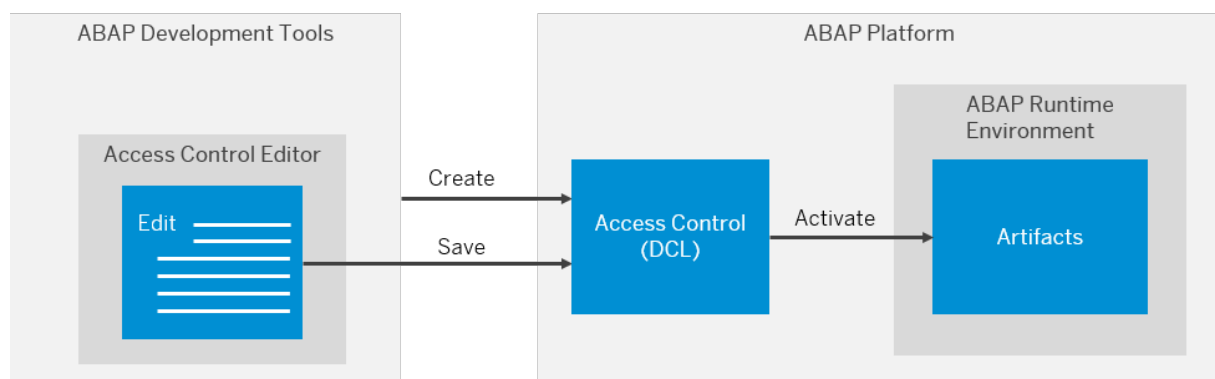 ABAP Development Tools
ABAP Platform
ABAP Runtime
Environment
Access Control Editor
Edit
Create
Save
Access Control
(DCL)
Activate
Artifacts